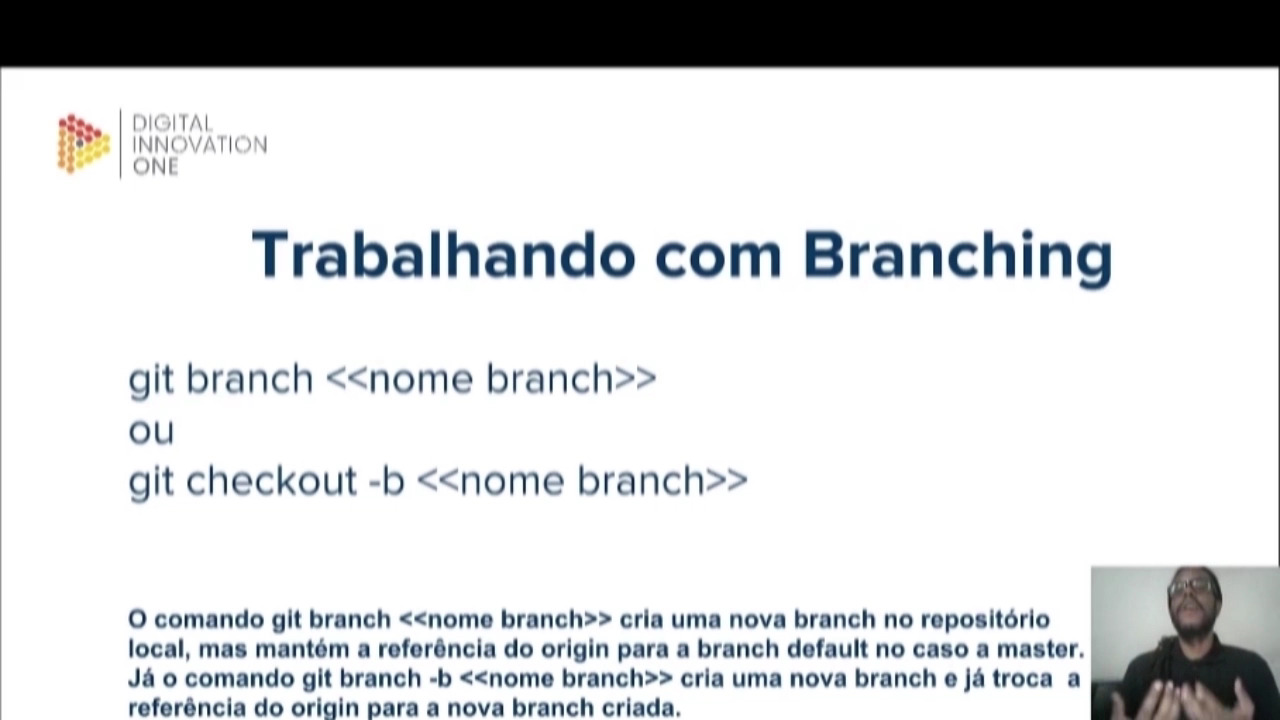 DIGITAL
INNOVATION
ONE
Trabalhando com Branching
git branch <<nome branch>>
ou
git checkout -b <<nome branch>>
O comando git branch <<nome branch>> cria uma nova branch no repositório
local, mas mantém a referência do origin para a branch default no caso a master.
Já o comando git branch -b <<nome branch>> cria uma nova branch e já troca a
referência do origin para a nova branch criada.